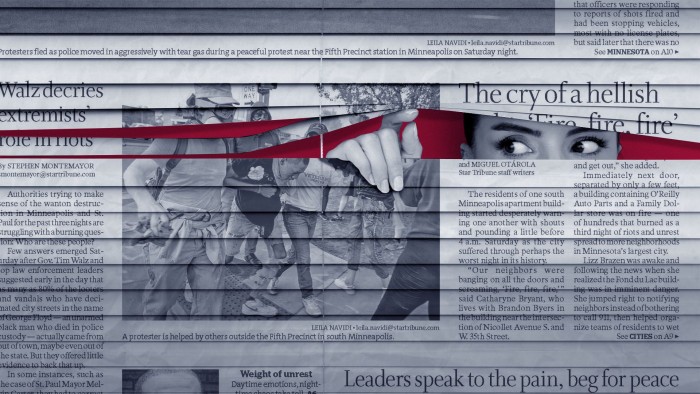 that officers were responding
to reports of shots fired and
had been stopping vehicles,
most with no license plates,
but said later that there was no
See MINNESOTA on A10 ►
LEILA NAVIDI • leila.navidi@startribune.com
Protesters fled as police moved in aggressively with tear gas during a peaceful protest near the Fifth Precinct station in Minneapolis on Saturday night.
Walz decries
extremists'
role in riots
By STEPHEN MONTEMAYOR
smontemayor@startribune.com
Authorities trying to make
sense of the wanton destruc-
tion in Minneapolis and St.
Paul for the past three nights are
struggling with a burning ques-
tion: Who are these people?
Few answers emerged Sat-
urday after Gov. Tim Walz and
top law enforcement leaders
suggested early in the day that
as many as 80% of the looters
and vandals who have deci-
mated city streets in the name
of George Floyd — an unarmed
black man who died in police
custody — actually came from
out of town, maybe even out of
the state. But they offered little
evidence to back that up.
In some instances, such as
the case of St. Paul Mayor Mel-
ONE
WAY
LEILA NAVIDI • leila.navidi@startribune.com
A protester is helped by others outside the Fifth Precinct in south Minneapolis.
Weight of unrest
Daytime emotions, night-
The cry of a hellish
'Fire, fire, fire'
and MIGUEL OTÁROLA
Star Tribune staff writers
The residents of one south
Minneapolis apartment build-
ing started desperately warn-
ing one another with shouts
and pounding a little before
4 a.m. Saturday as the city
suffered through perhaps the
worst night in its history.
"Our neighbors were
banging on all the doors and
screaming, 'Fire, fire, fire,'"
said Catharyne Bryant, who
lives with Brandon Byers in
the building near the intersec-
tion of Nicollet Avenue S. and
W. 35th Street.
and get out," she added.
Immediately next door,
separated by only a few feet,
a building containing O'Reilly
Auto Parts and a Family Dol-
lar store was on fire — one
of hundreds that burned as a
third night of riots and unrest
spread to more neighborhoods
in Minnesota's largest city.
Lizz Brazen was awake and
following the news when she
realized the Fond du Lac build-
ing was in imminent danger.
She jumped right to notifying
neighbors instead of bothering
to call 911, then helped orga-
nize teams of residents to wet
See CITIES on A9 ►
Leaders speak to the pain, beg for peace